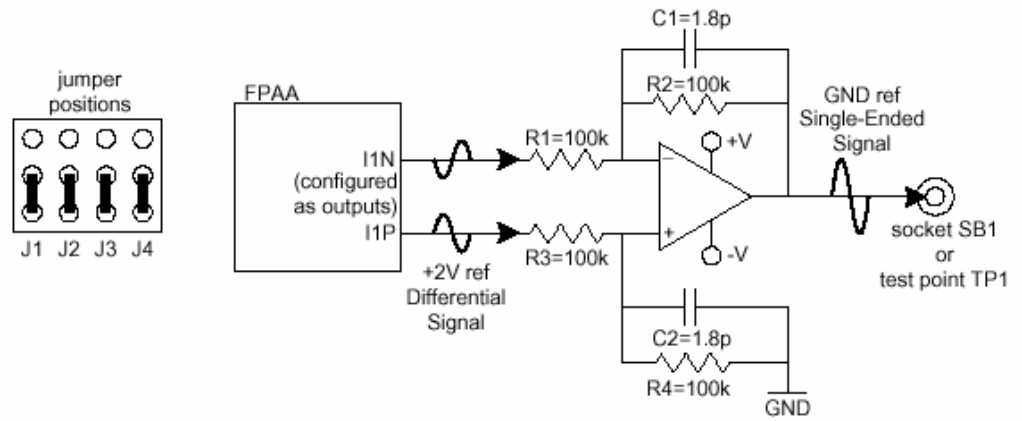 jumper
positions
J1 J2 J3 J4
FPAA
I1N
(configured
as outputs)
I1P
+2V ref
Differential
Signal
R1=100k
R3=100k
C1=1.8p
R2=100k
+V
−
+
-V
C2=1.8p
R4=100k
GND
GND ref
Single-Ended
Signal
socket SB1
or
test point TP1